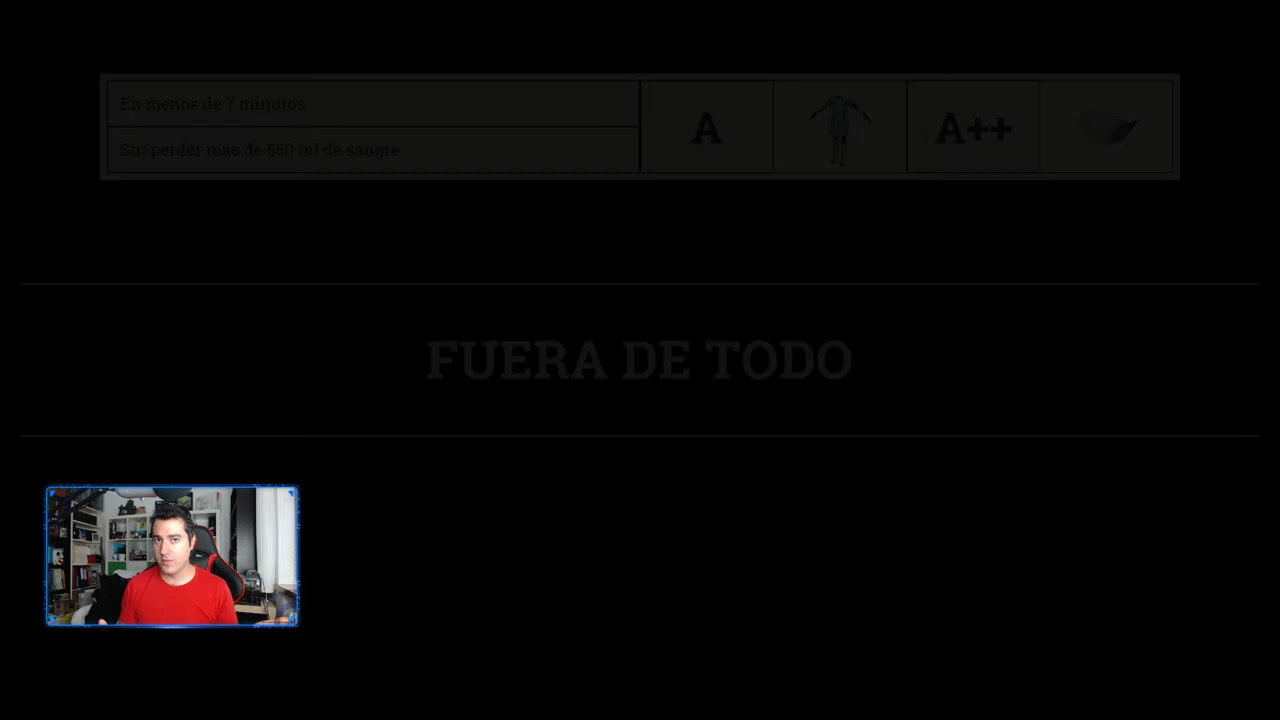 En menos de 7 minutos
Sin perder más de 550 ml de sangre
A
A++
FUERA DE TODO